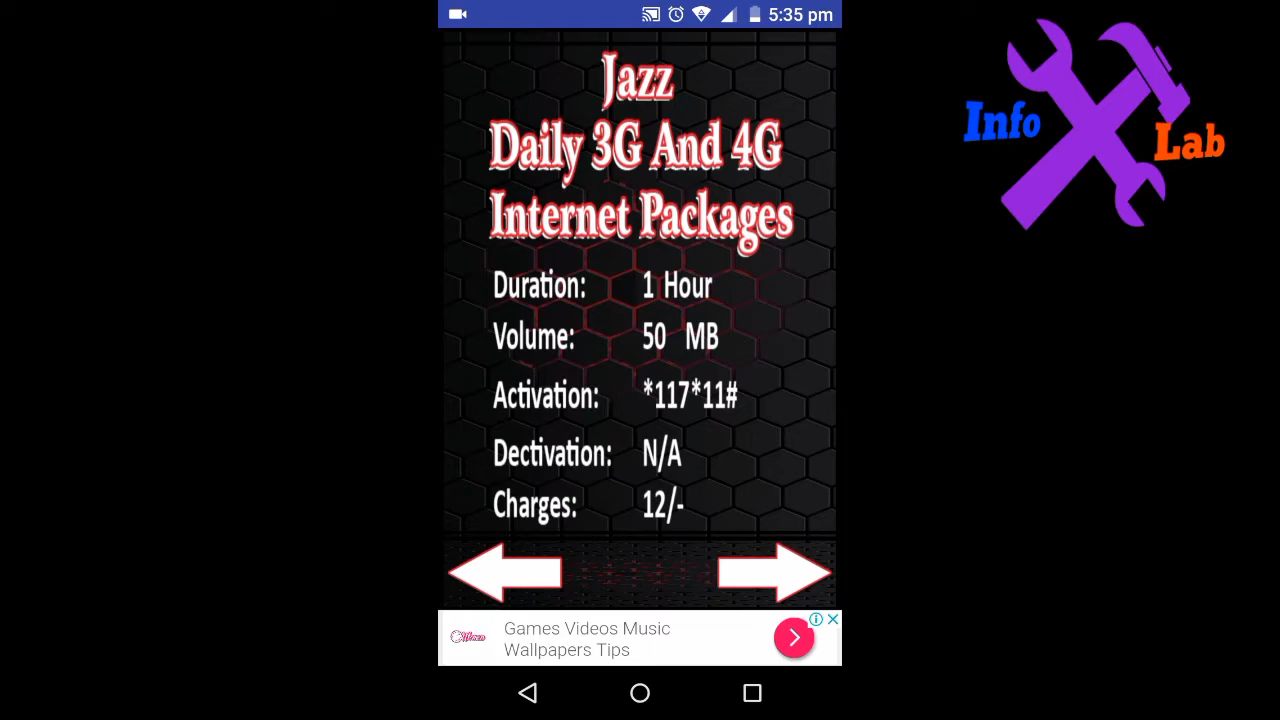 5:35 pm
Info
Lab
Jazz
Daily 3G And 4G
Internet Packages
Duration: 1 Hour
Volume: 50 MB
Activation: *117*11#
Dectivation: N/A
Charges: 12/-
Games Videos Music
Wallpapers Tips